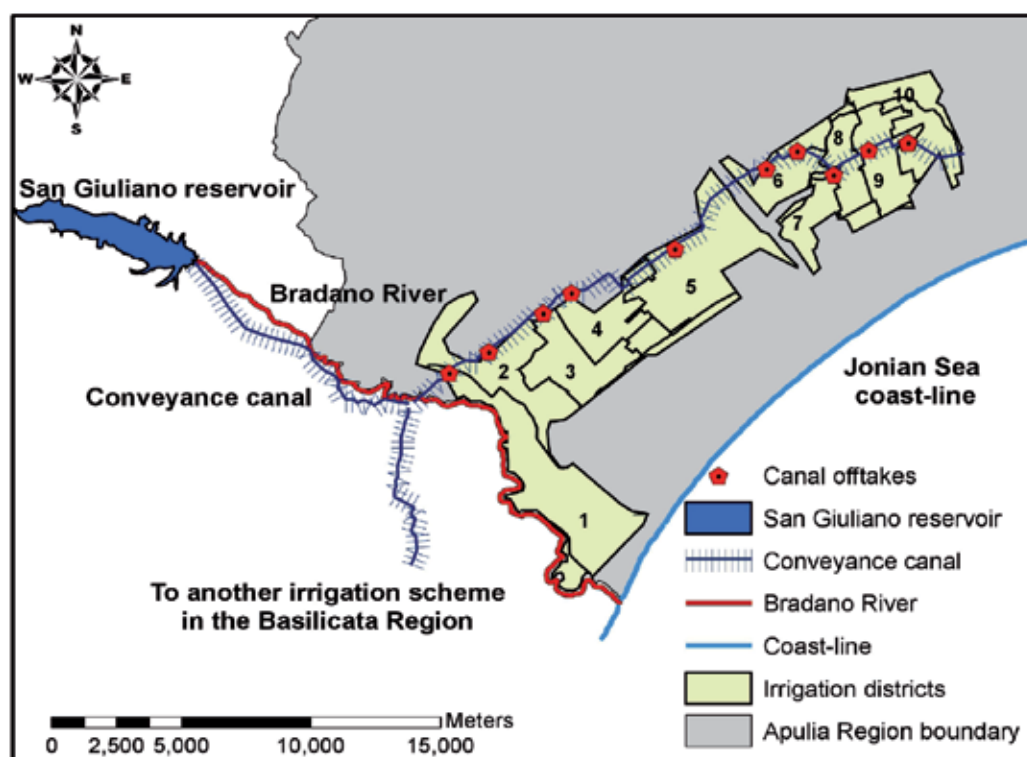 N
W E
S
San Giuliano reservoir
Bradano River
Conveyance canal
To another irrigation scheme
in the Basilicata Region
10
8
6
9
7
5
4
2
3
1
Jonian Sea
coast-line
Canal offtakes
San Giuliano reservoir
Conveyance canal
Bradano River
Coast-line
Irrigation districts
Apulia Region boundary
Meters
0 2,500 5,000 10,000 15,000